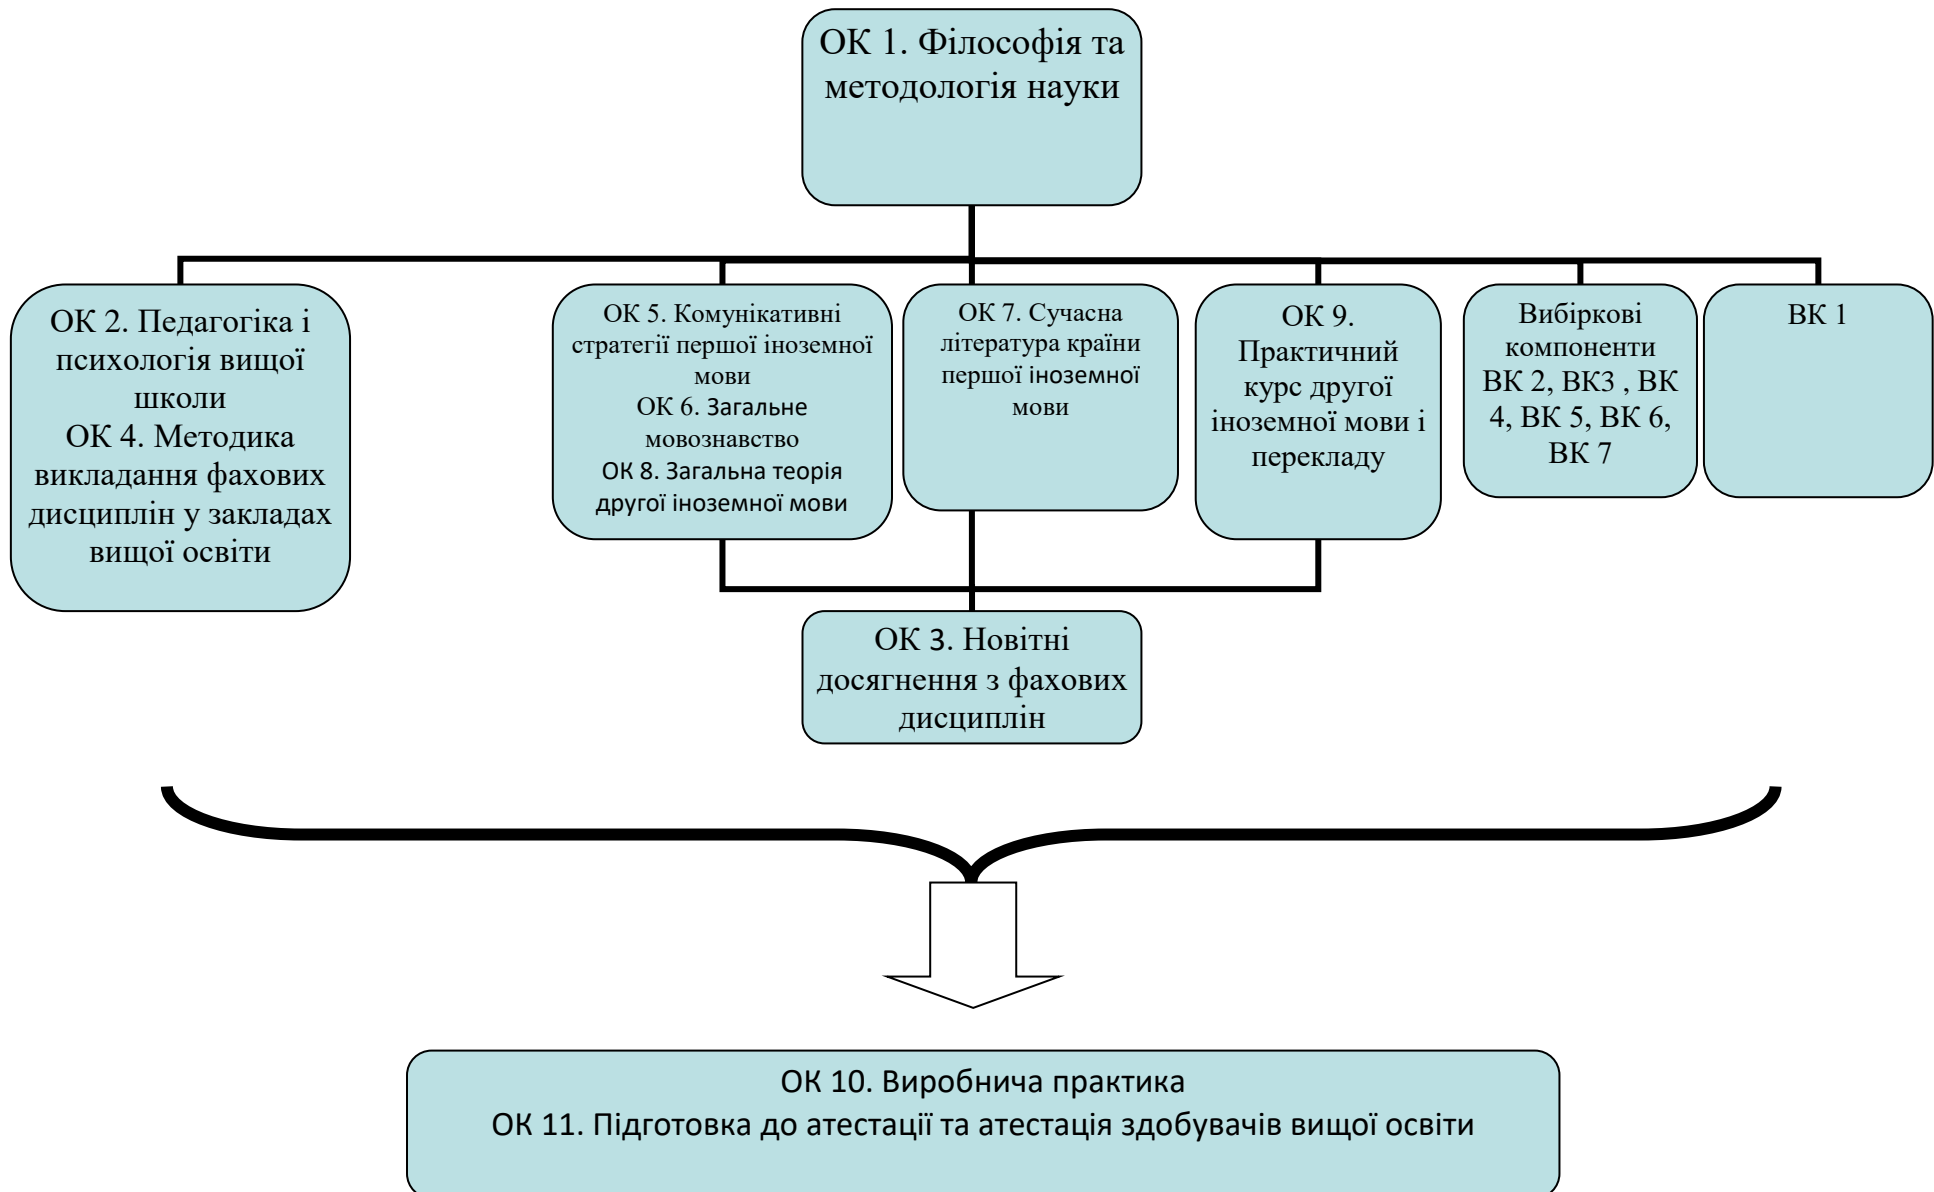 ОК 1. Філософія та
методологія науки
ОК 2. Педагогіка і
психологія вищої
школи
ОК 4. Методика
викладання фахових
дисциплін у закладах
вищої освіти
ОК 5. Комунікативні
стратегії першої іноземної
мови
ОК 6. Загальне
мовознавство
ОК 8. Загальна теорія
другої іноземної мови
ОК 7. Сучасна
література країни
першої іноземної
мови
ОК 9.
Практичний
курс другої
іноземної мови і
перекладу
Вибіркові
компоненти
ВК 2, ВК3 , ВК
4, ВК 5, ВК 6,
ВК 7
ВК 1
ОК 3. Новітні
досягнення з фахових
дисциплін
ОК 10. Виробнича практика
ОК 11. Підготовка до атестації та атестація здобувачів вищої освіти